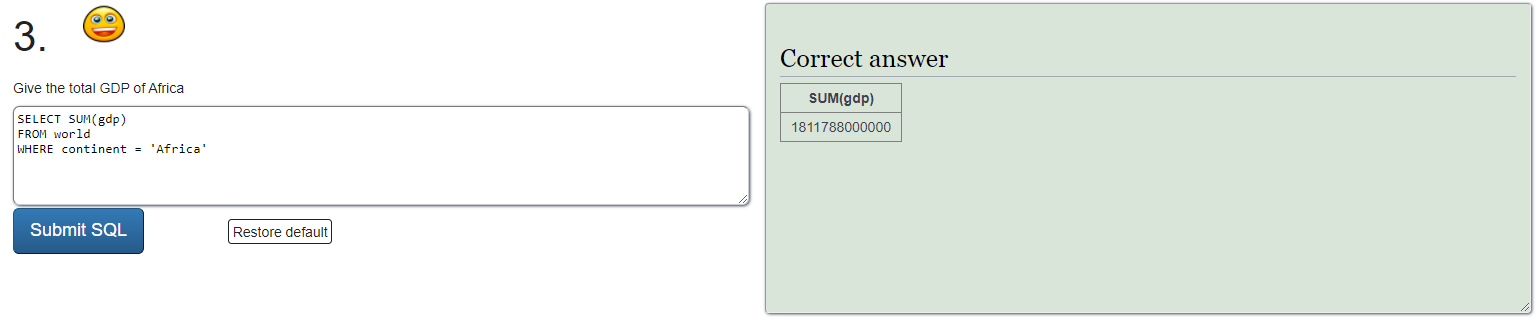 3.
Give the total GDP of Africa
SELECT SUM(gdp)
FROM world
WHERE continent = 'Africa'
Submit SQL
Restore default
Correct answer
SUM(gdp)
1811788000000